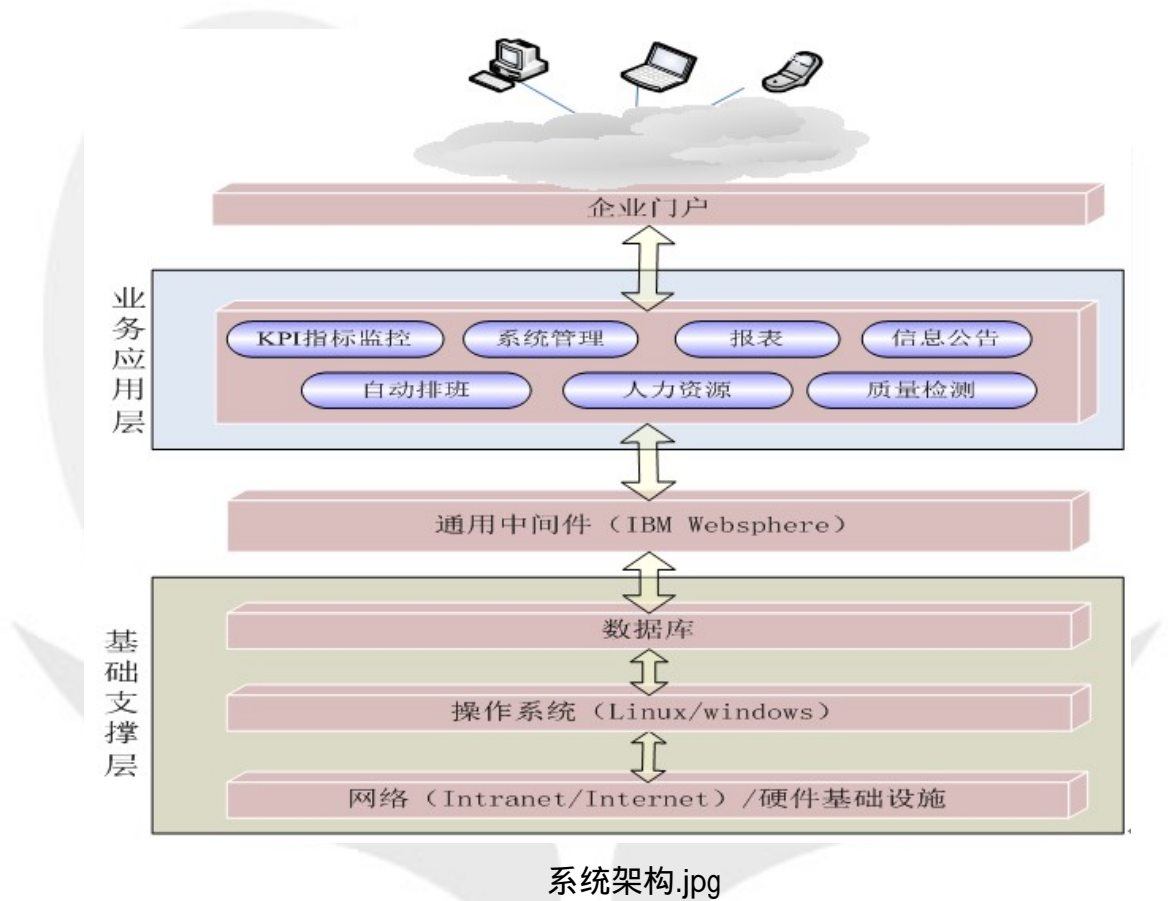 企业门户
业务应用层
KPI指标监控
系统管理
报表
信息公告
自动排班
人力资源
质量检测
通用中间件（IBM Websphere）
基础支撑层
数据库
操作系统（Linux/windows）
网络（Intranet/Internet）/硬件基础设施
系统架构.jpg